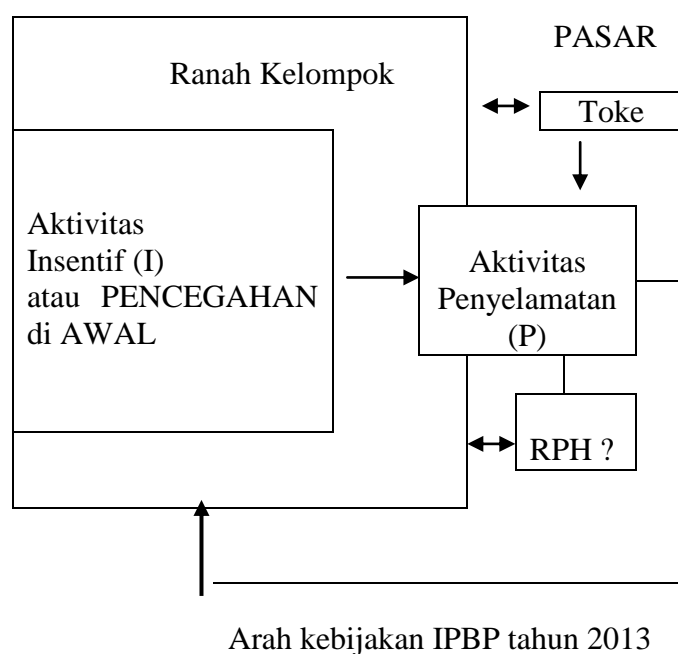 PASAR
Ranah Kelompok
Toke
Aktivitas
Insentif (I)
atau PENCEGAHAN
di AWAL
Aktivitas
Penyelamatan
(P)
RPH ?
Arah kebijakan IPBP tahun 2013